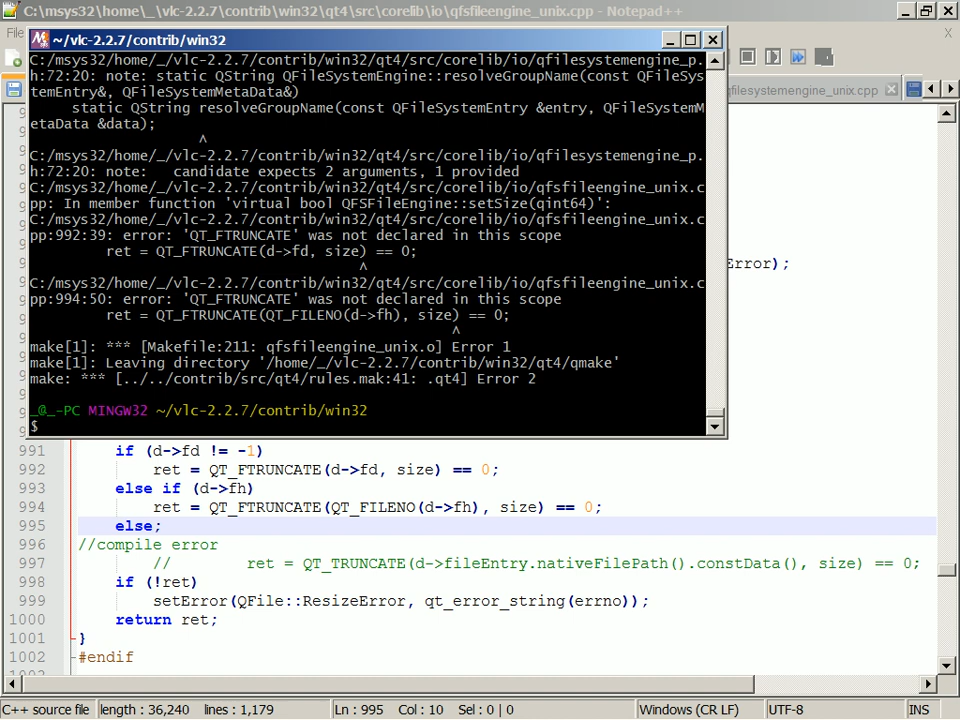 C:\msys32\home\_\vlc-2.2.7\contrib\win32\qt4\src\corelib\io\qfsfileengine_unix.cpp - Notepad++
File
X
~/vlc-2.2.7/contrib/win32
qfilesystemengine_unix.cpp
C:/msys32/home/_/vlc-2.2.7/contrib/win32/qt4/src/corelib/io/qfilesystemengine_p.
h:72:20: note: static QString QFileSystemEngine::resolveGroupName(const QFileSys
temEntry&, QFileSystemMetaData&)
static QString resolveGroupName(const QFileSystemEntry &entry, QFileSystemM
etaData &data);
^
C:/msys32/home/_/vlc-2.2.7/contrib/win32/qt4/src/corelib/io/qfilesystemengine_p.
h:72:20: note:   candidate expects 2 arguments, 1 provided
C:/msys32/home/_/vlc-2.2.7/contrib/win32/qt4/src/corelib/io/qfsfileengine_unix.c
pp: In member function 'virtual bool QFSFileEngine::setSize(qint64)':
C:/msys32/home/_/vlc-2.2.7/contrib/win32/qt4/src/corelib/io/qfsfileengine_unix.c
pp:992:39: error: 'QT_FTRUNCATE' was not declared in this scope
ret = QT_FTRUNCATE(d->fd, size) == 0;
^
C:/msys32/home/_/vlc-2.2.7/contrib/win32/qt4/src/corelib/io/qfsfileengine_unix.c
pp:994:50: error: 'QT_FTRUNCATE' was not declared in this scope
ret = QT_FTRUNCATE(QT_FILENO(d->fh), size) == 0;
^
make[1]: *** [Makefile:211: qfsfileengine_unix.o] Error 1
make[1]: Leaving directory '/home/_/vlc-2.2.7/contrib/win32/qt4/qmake'
make: *** [../../contrib/src/qt4/rules.mak:41: .qt4] Error 2
_@_-PC MINGW32 ~/vlc-2.2.7/contrib/win32
$
Error);
991 if (d->fd != -1)
992 ret = QT_FTRUNCATE(d->fd, size) == 0;
993 else if (d->fh)
994 ret = QT_FTRUNCATE(QT_FILENO(d->fh), size) == 0;
995 else;
996 //compile error
997 //        ret = QT_TRUNCATE(d->fileEntry.nativeFilePath().constData(), size) == 0;
998 if (!ret)
999 setError(QFile::ResizeError, qt_error_string(errno));
1000 return ret;
1001 }
1002 #endif
C++ source file length : 36,240 lines : 1,179 Ln : 995 Col : 10 Sel : 0 | 0 Windows (CR LF) UTF-8 INS